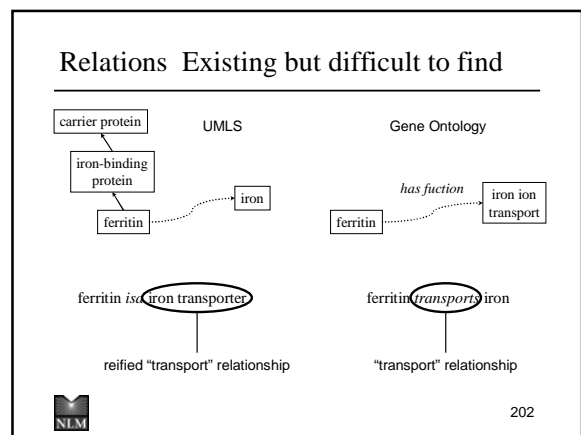 Relations Existing but difficult to find
carrier protein
UMLS
Gene Ontology
iron-binding
protein
iron
has fuction
iron ion
transport
ferritin
ferritin
ferritin isa iron transporter
ferritin transports iron
reified “transport” relationship
“transport” relationship
NLM
202